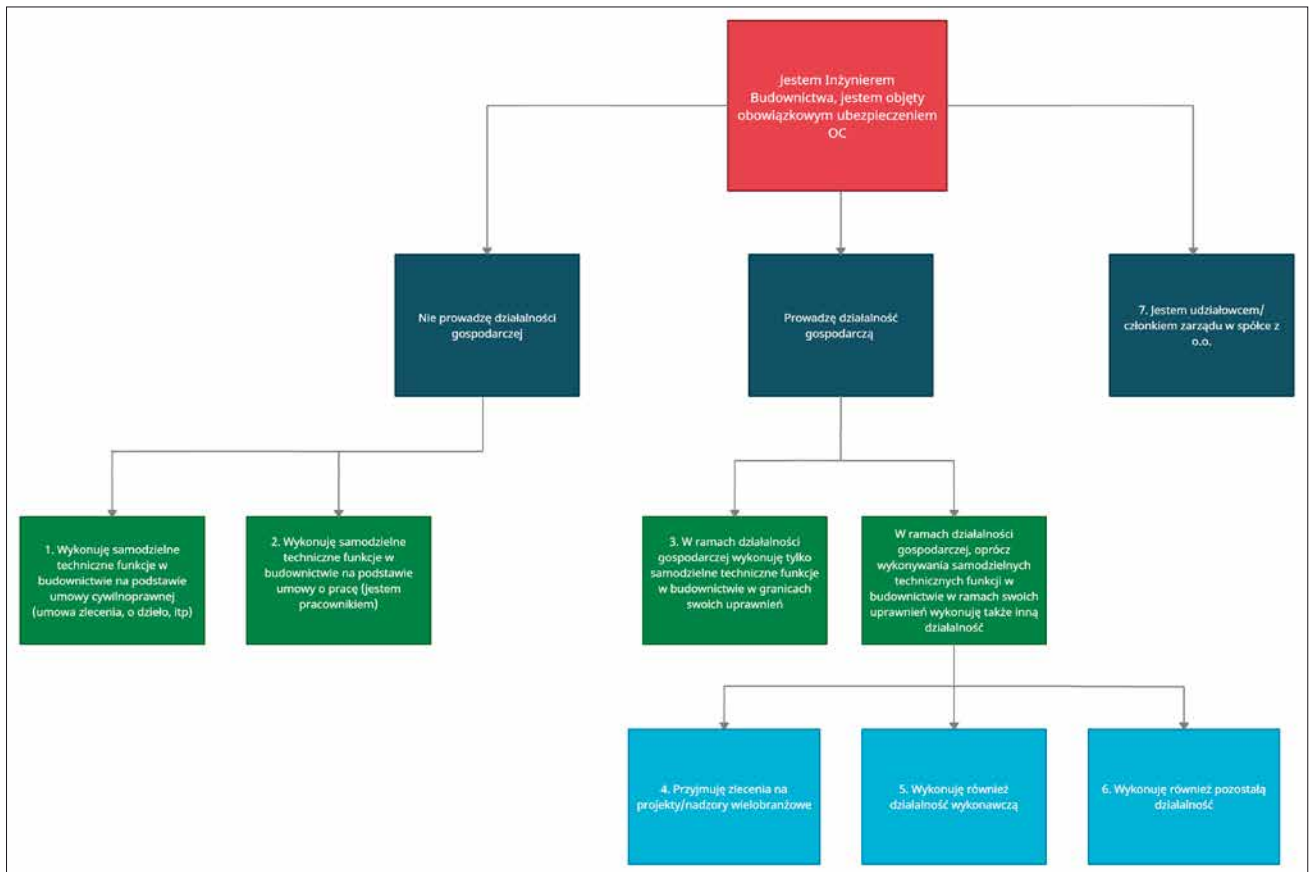 Jestem Inżynierem
Budownictwa, jestem objęty
obowiązkowym ubezpieczeniem
OC
Nie prowadzę działalności
gospodarczej
Prowadzę działalność
gospodarczą
7. Jestem udziałowcem/
członkiem zarządu w spółce z
o.o.
1. Wykonuję samodzielne
techniczne funkcje w
budownictwie na podstawie
umowy cywilnoprawnej
(umowa zlecenia, o dzieło, itp)
2. Wykonuję samodzielne
techniczne funkcje w
budownictwie na podstawie
umowy o pracę (jestem
pracownikiem)
3. W ramach działalności
gospodarczej wykonuję tylko
samodzielne techniczne funkcje
w budownictwie w granicach
swoich uprawnień
W ramach działalności
gospodarczej, oprócz
wykonywania samodzielnych
technicznych funkcji w
budownictwie w ramach swoich
uprawnień wykonuję także inną
działalność
4. Przyjmuję zlecenia na
projekty/nadzory wielobranżowe
5. Wykonuję również
działalność wykonawczą
6. Wykonuję również pozostałą
działalność